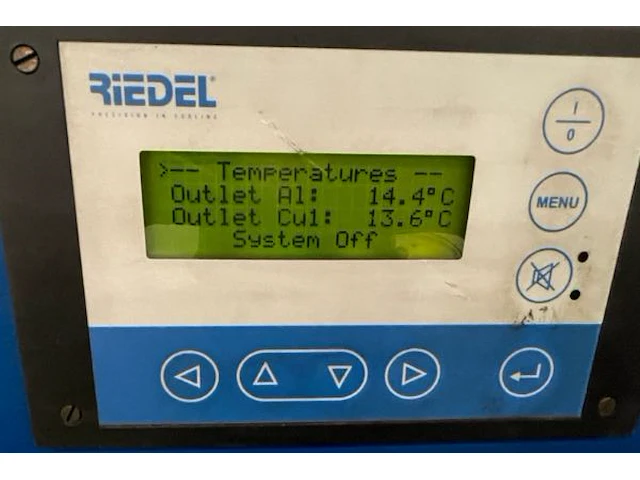 RIEDEL®
PRECISION IN COOLING
>-- Temperatures --
Outlet Al: 14.4°C
Outlet Cu1: 13.6°C
System Off
I
0
MENU